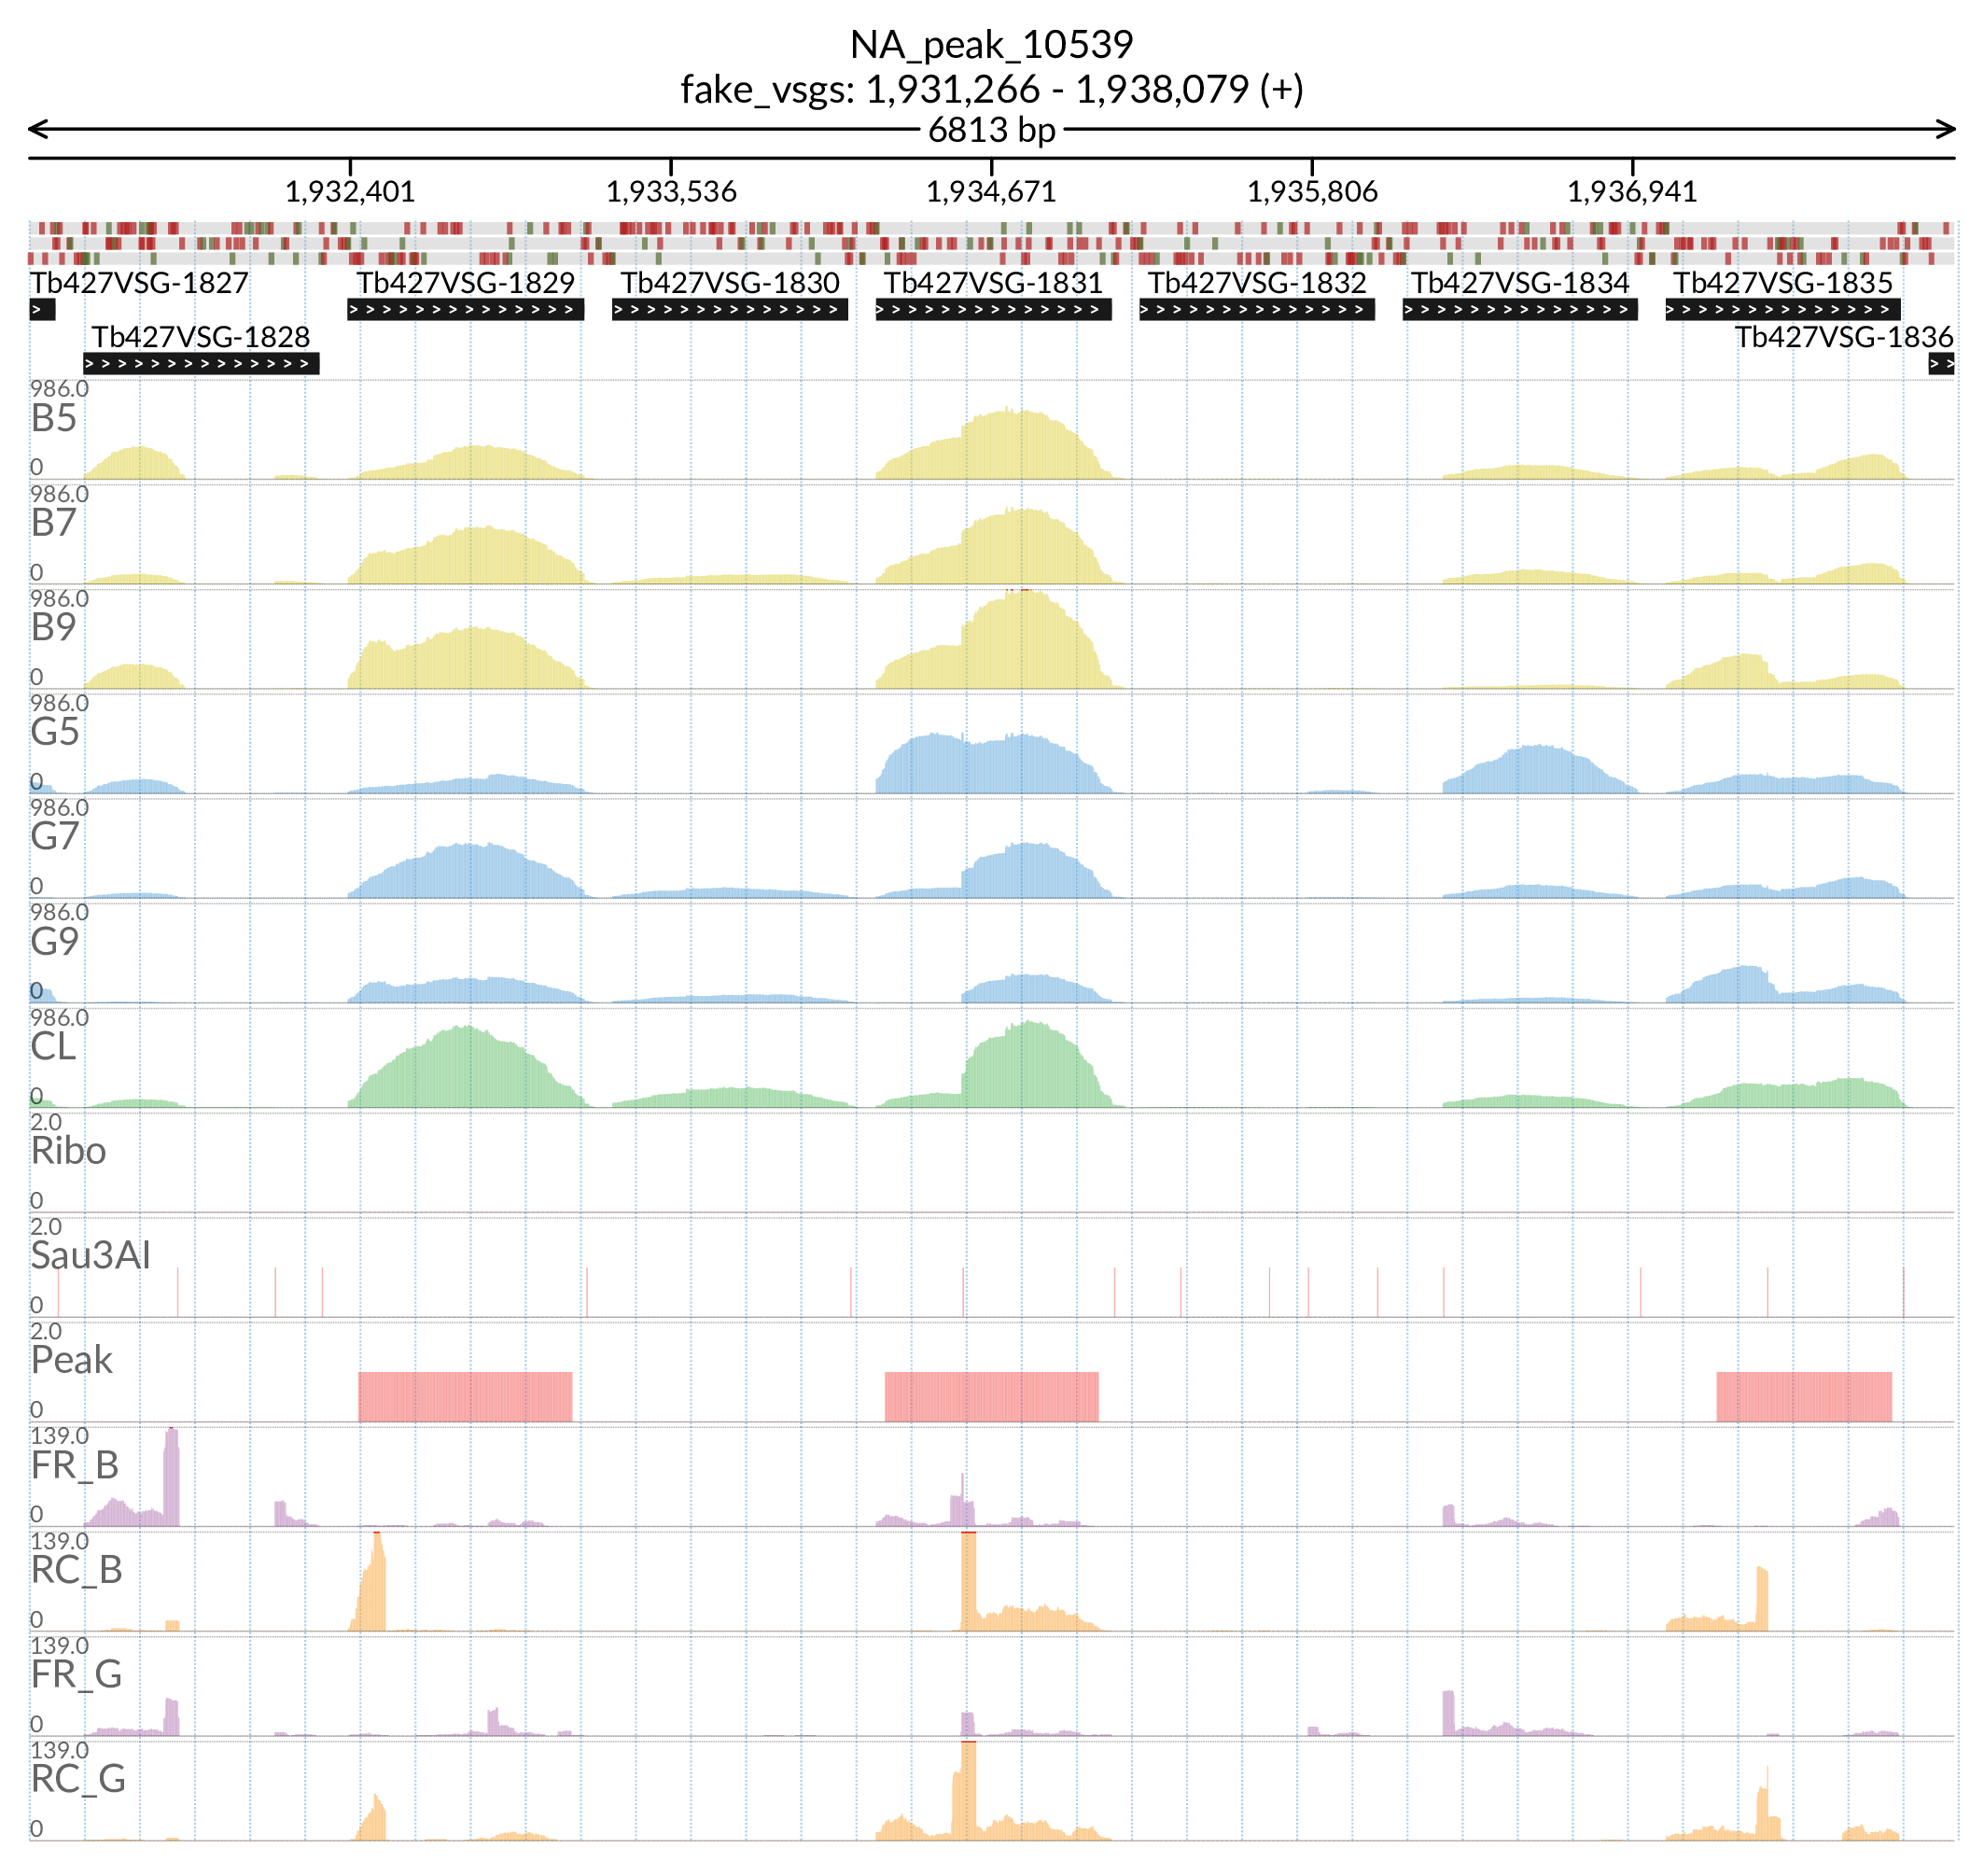 NA_peak_10539
fake_vsgs: 1,931,266 - 1,938,079 (+)
6813 bp
1,932,401 1,933,536 1,934,671 1,935,806 1,936,941
Tb427VSG-1827 Tb427VSG-1829 Tb427VSG-1830 Tb427VSG-1831 Tb427VSG-1832 Tb427VSG-1834 Tb427VSG-1835
Tb427VSG-1828 Tb427VSG-1836
986.0
B5
0
986.0
B7
0
986.0
B9
0
986.0
G5
0
986.0
G7
0
986.0
G9
0
986.0
CL
0
2.0
Ribo
0
2.0
Sau3AI
0
2.0
Peak
0
139.0
FR_B
0
139.0
RC_B
0
139.0
FR_G
0
139.0
RC_G
0